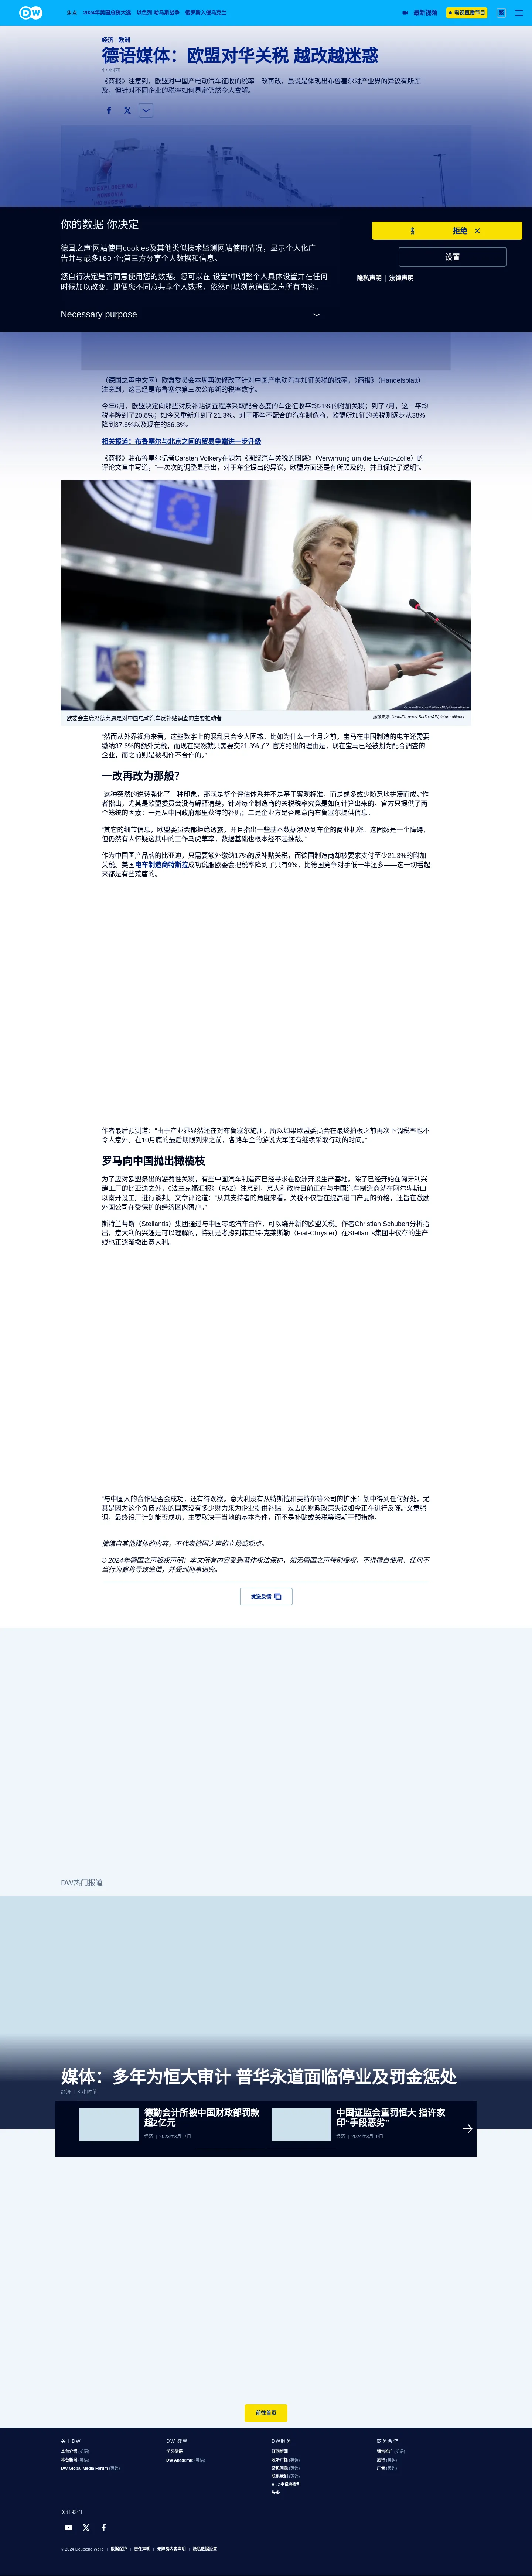 DW
焦点 2024年美国总统大选 以色列-哈马斯战争 俄罗斯入侵乌克兰
最新视频
电视直播节目
繁
经济 | 欧洲
德语媒体：欧盟对华关税 越改越迷惑
4 小时前
《商报》注意到，欧盟对中国产电动汽车征收的税率一改再改，虽说是体现出布鲁塞尔对产业界的异议有所顾
及，但针对不同企业的税率如何界定仍然令人费解。
你的数据 你决定
德国之声'网站使用cookies及其他类似技术监测网站使用情况，显示个人化广
告并与最多169 个;第三方分享个人数据和信息。
您自行决定是否同意使用您的数据。您可以在"设置"中调整个人具体设置并在任何
时候加以改变。即便您不同意共享个人数据，依然可以浏览德国之声所有内容。
Necessary purpose
拒绝
设置
隐私声明 | 法律声明
（德国之声中文网）欧盟委员会本周再次修改了针对中国产电动汽车加征关税的税率，《商报》（Handelsblatt）
注意到，这已经是布鲁塞尔第三次公布新的税率数字。
今年6月，欧盟决定向那些对反补贴调查程序采取配合态度的车企征收平均21%的附加关税；到了7月，这一平均
税率降到了20.8%；如今又重新升到了21.3%。对于那些不配合的汽车制造商，欧盟所加征的关税则逐步从38%
降到37.6%以及现在的36.3%。
相关报道：布鲁塞尔与北京之间的贸易争端进一步升级
《商报》驻布鲁塞尔记者Carsten Volkery在题为《围绕汽车关税的困惑》（Verwirrung um die E-Auto-Zölle）的
评论文章中写道，"一次次的调整显示出，对于车企提出的异议，欧盟方面还是有所顾及的，并且保持了透明"。
© Jean-Francois Badias/AP/picture alliance
欧委会主席冯德莱恩是对中国电动汽车反补贴调查的主要推动者
图像来源: Jean-Francois Badias/AP/picture alliance
"然而从外界视角来看，这些数字上的混乱只会令人困惑。比如为什么一个月之前，宝马在中国制造的电车还需要
缴纳37.6%的额外关税，而现在突然就只需要交21.3%了？官方给出的理由是，现在宝马已经被划为配合调查的
企业，而之前则是被视作不合作的。"
一改再改为那般？
"这种突然的逆转强化了一种印象，那就是整个评估体系并不是基于客观标准，而是或多或少随意地拼凑而成。"作
者指出，尤其是欧盟委员会没有解释清楚，针对每个制造商的关税税率究竟是如何计算出来的。官方只提供了两
个笼统的因素：一是从中国政府那里获得的补贴；二是企业方是否愿意向布鲁塞尔提供信息。
"其它的细节信息，欧盟委员会都拒绝透露，并且指出一些基本数据涉及到车企的商业机密。这固然是一个障碍，
但仍然有人怀疑这其中的工作马虎草率，数据基础也根本经不起推敲。"
作为中国国产品牌的比亚迪，只需要额外缴纳17%的反补贴关税，而德国制造商却被要求支付至少21.3%的附加
关税。美国电车制造商特斯拉成功说服欧委会把税率降到了只有9%，比德国竞争对手低一半还多——这一切看起
来都是有些荒唐的。
作者最后预测道："由于产业界显然还在对布鲁塞尔施压，所以如果欧盟委员会在最终拍板之前再次下调税率也不
令人意外。在10月底的最后期限到来之前，各路车企的游说大军还有继续采取行动的时间。"
罗马向中国抛出橄榄枝
为了应对欧盟祭出的惩罚性关税，有些中国汽车制造商已经寻求在欧洲开设生产基地。除了已经开始在匈牙利兴
建工厂的比亚迪之外，《法兰克福汇报》（FAZ）注意到，意大利政府目前正在与中国汽车制造商就在阿尔卑斯山
以南开设工厂进行谈判。文章评论道："从其支持者的角度来看，关税不仅旨在提高进口产品的价格，还旨在激励
外国公司在受保护的经济区内落户。"
斯特兰蒂斯（Stellantis）集团通过与中国零跑汽车合作，可以绕开新的欧盟关税。作者Christian Schubert分析指
出，意大利的兴趣是可以理解的，特别是考虑到菲亚特-克莱斯勒（Fiat-Chrysler）在Stellantis集团中仅存的生产
线也正逐渐撤出意大利。
"与中国人的合作是否会成功，还有待观察。意大利没有从特斯拉和英特尔等公司的扩张计划中得到任何好处，尤
其是因为这个负债累累的国家没有多少财力来为企业提供补贴。过去的财政政策失误如今正在进行反噬。"文章强
调，最终设厂计划能否成功，主要取决于当地的基本条件，而不是补贴或关税等短期干预措施。
摘编自其他媒体的内容，不代表德国之声的立场或观点。
© 2024年德国之声版权声明：本文所有内容受到著作权法保护，如无德国之声特别授权，不得擅自使用。任何不
当行为都将导致追偿，并受到刑事追究。
发送反馈
DW热门报道
媒体：多年为恒大审计 普华永道面临停业及罚金惩处
经济 | 8 小时前
德勤会计所被中国财政部罚款
超2亿元
经济 | 2023年3月17日
中国证监会重罚恒大 指许家
印"手段恶劣"
经济 | 2024年3月19日
前往首页
关于DW
本台介绍 (英语)
本台新闻 (英语)
DW Global Media Forum (英语)
DW 教學
学习德语
DW Akademie (英语)
DW服务
订阅新闻
收听广播 (英语)
常见问题 (英语)
联系我们 (英语)
A - Z字母序索引
头条
商务合作
销售推广 (英语)
旅行 (英语)
广告 (英语)
关注我们
© 2024 Deutsche Welle | 数据保护 | 责任声明 | 无障碍内容声明 | 隐私数据设置